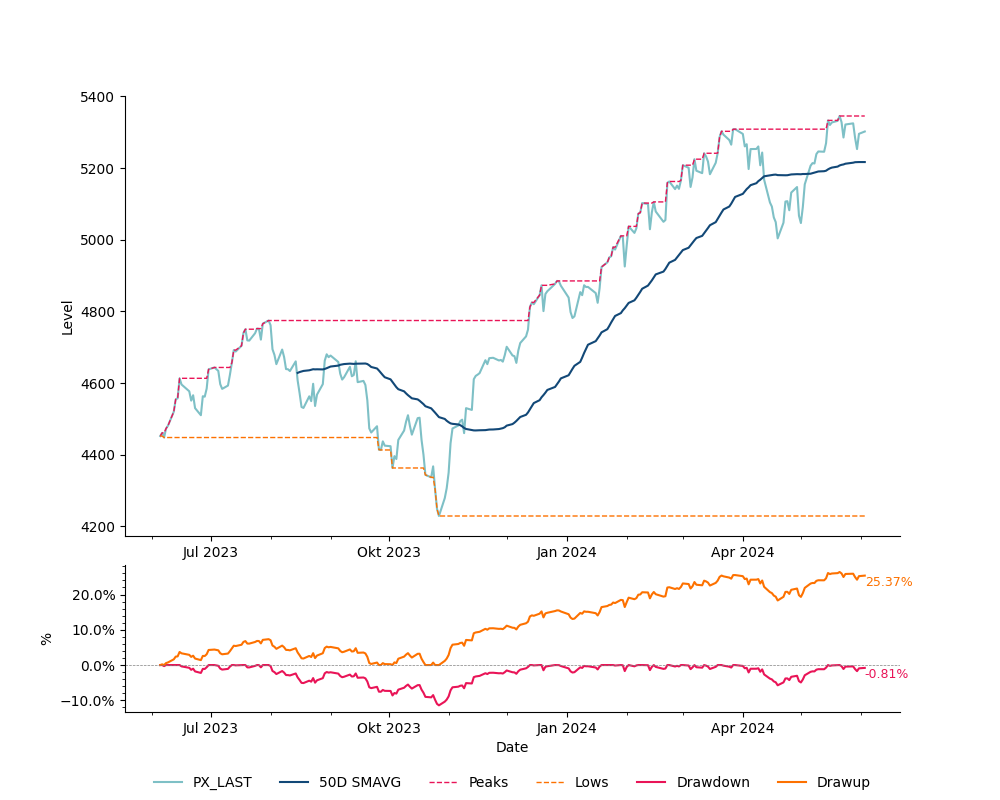 5400
5200
5000
4800
4600
4400
4200
Level
Jul 2023 Okt 2023 Jan 2024 Apr 2024
20.0%
10.0%
0.0%
−10.0%
%
25.37%
-0.81%
Jul 2023 Okt 2023 Jan 2024 Apr 2024
Date
PX_LAST 50D SMAVG Peaks Lows Drawdown Drawup